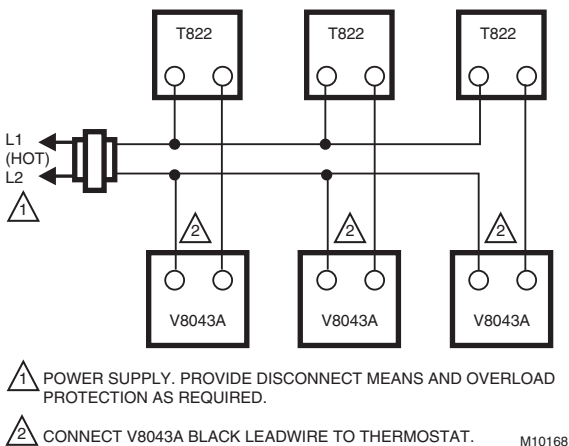 T822 T822 T822
L1
(HOT)
L2
1
2 2 2
V8043A V8043A V8043A
1 POWER SUPPLY. PROVIDE DISCONNECT MEANS AND OVERLOAD
PROTECTION AS REQUIRED.
2 CONNECT V8043A BLACK LEADWIRE TO THERMOSTAT.
M10168